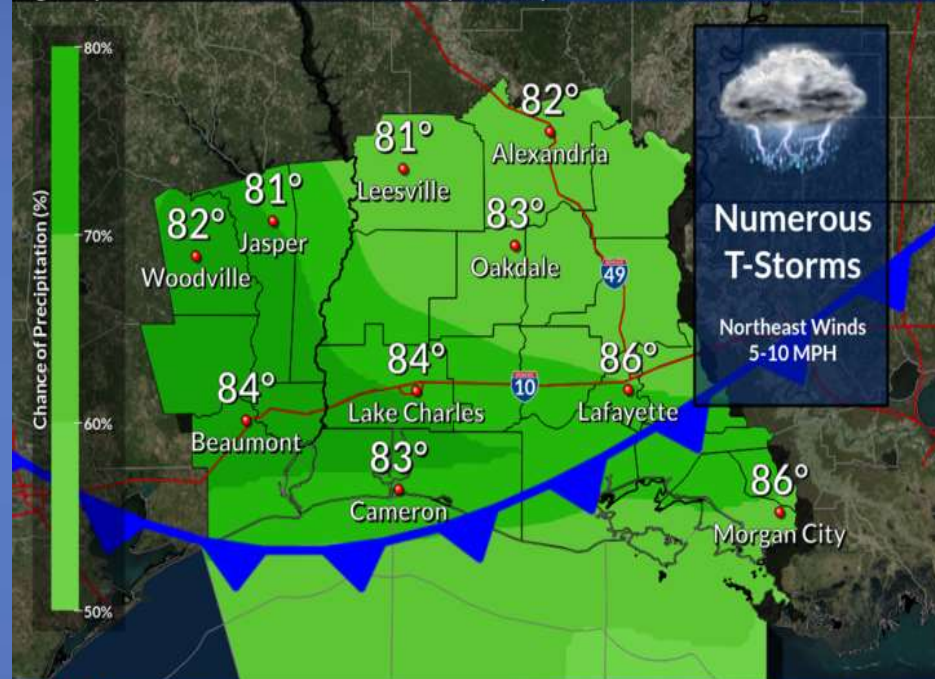 80%
70%
60%
50%
Chance of Precipitation (%)
82°
Alexandria
81°
Leesville
81°
Jasper
82°
Woodville
83°
Oakdale
49
84°
Lake Charles
10
86°
Lafayette
84°
Beaumont
83°
Cameron
86°
Morgan City
Numerous
T-Storms
Northeast Winds
5-10 MPH